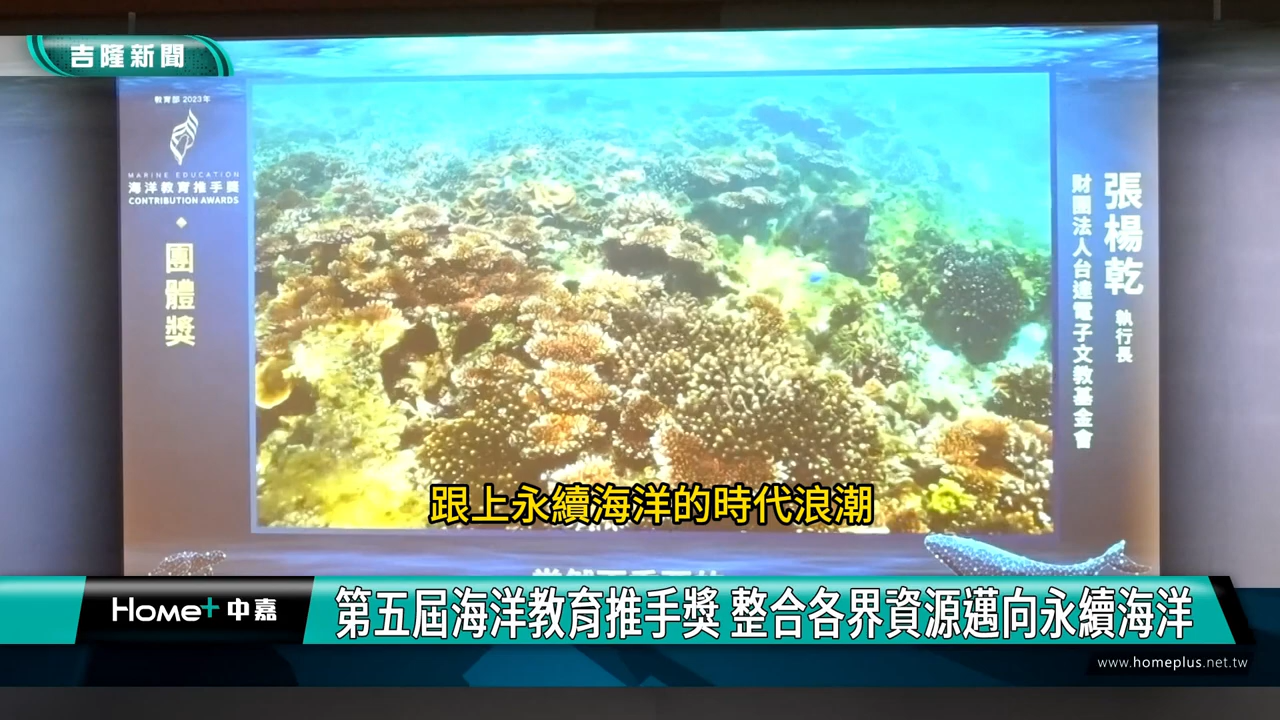 吉隆新聞
教育部 2023年
MARINE EDUCATION
海洋教育推手獎
CONTRIBUTION AWARDS
團體獎
張楊乾 執行長
財團法人台達電子文教基金會
跟上永續海洋的時代浪潮
Home+ 中嘉
第五屆海洋教育推手獎 整合各界資源邁向永續海洋
www.homeplus.net.tw